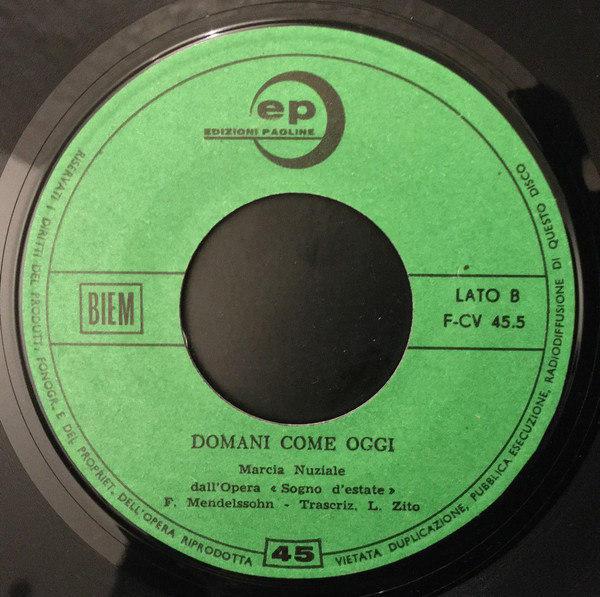 ep
EDIZIONI PAOLINE
BIEM
LATO B
F-CV 45.5
DOMANI COME OGGI
Marcia Nuziale
dall'Opera « Sogno d'estate »
F. Mendelssohn - Trascriz. L. Zito
45
RISERVATI I DIRITTI DEL PRODUTT. FONOGR. E DEL PROPRIET. DELL'OPERA RIPRODOTTA
VIETATA DUPLICAZIONE, PUBBLICA ESECUZIONE, RADIODIFFUSIONE DI QUESTO DISCO